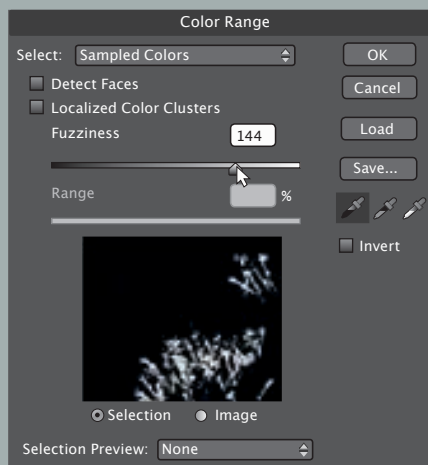 Color Range
Select: Sampled Colors OK
Detect Faces Cancel
Localized Color Clusters
Fuzziness 144 Load
Save...
Range %
Invert
Selection Image
Selection Preview: None